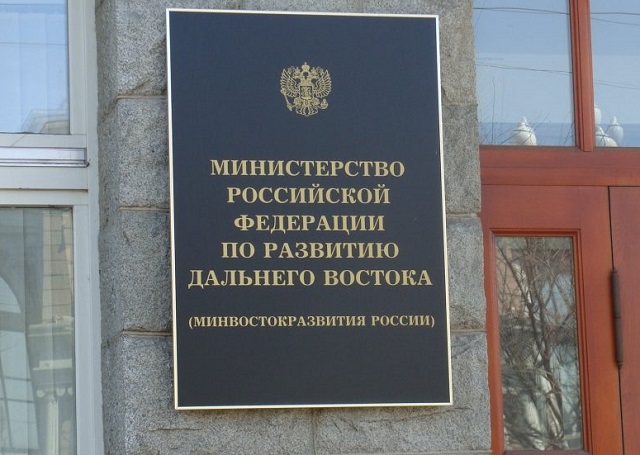 МИНИСТЕРСТВО
РОССИЙСКОЙ
ФЕДЕРАЦИИ
ПО РАЗВИТИЮ
ДАЛЬНЕГО ВОСТОКА
(МИНВОСТОКРАЗВИТИЯ РОССИИ)